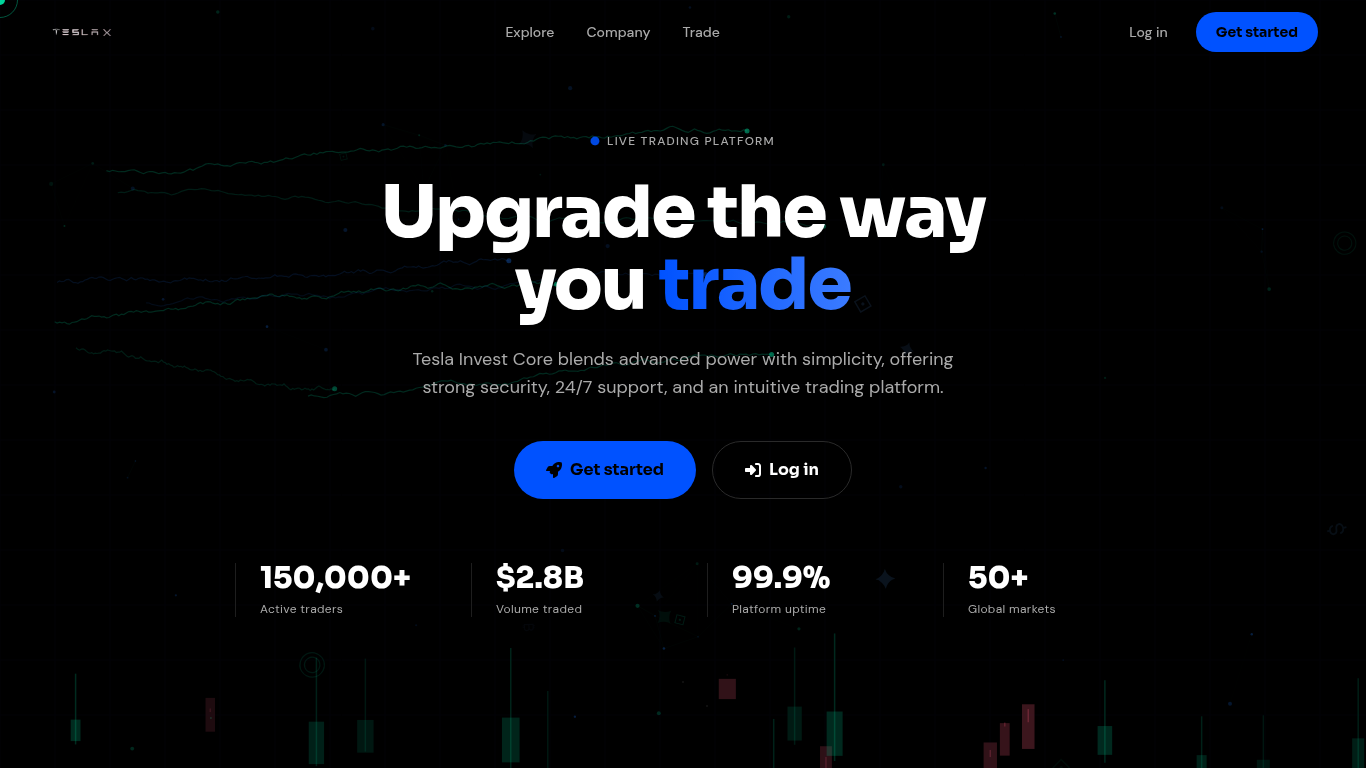 TESLA X
Explore
Company
Trade
Log in
Get started
LIVE TRADING PLATFORM
Upgrade the way
you trade
Tesla Invest Core blends advanced power with simplicity, offering
strong security, 24/7 support, and an intuitive trading platform.
Get started
Log in
150,000+
Active traders
$2.8B
Volume traded
99.9%
Platform uptime
50+
Global markets